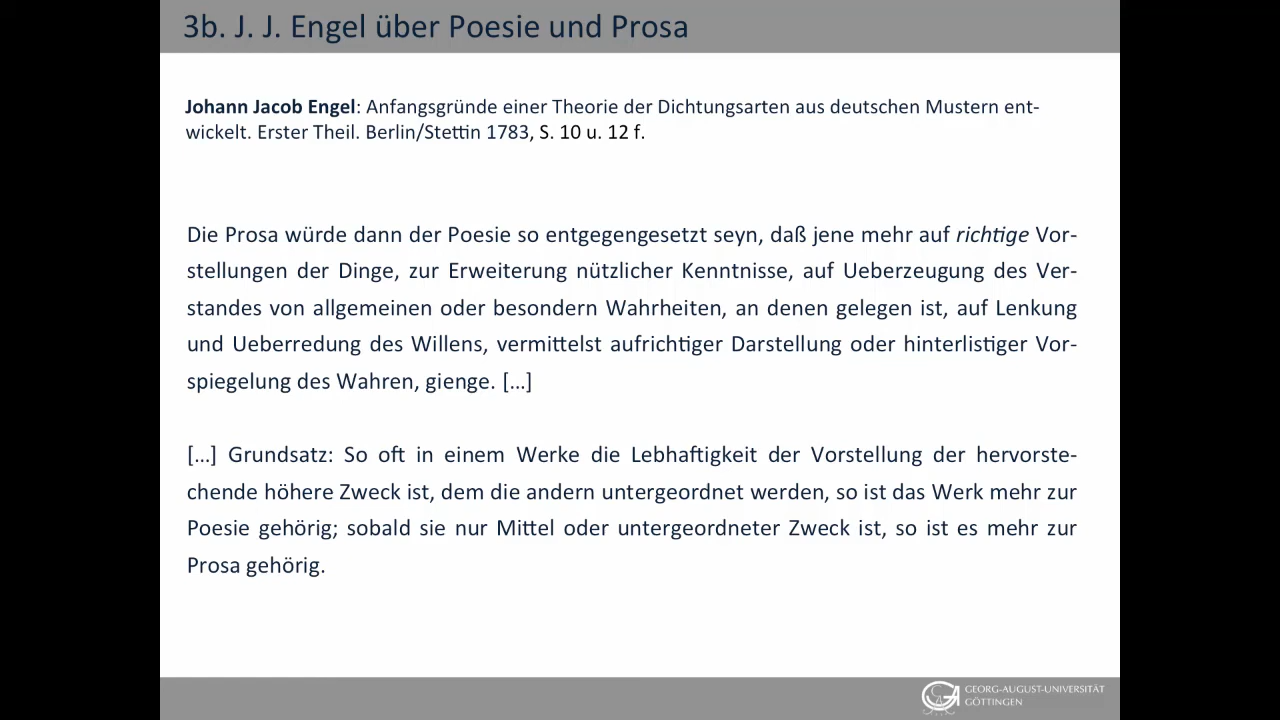 3b. J. J. Engel über Poesie und Prosa
Johann Jacob Engel: Anfangsgründe einer Theorie der Dichtungsarten aus deutschen Mustern ent-
wickelt. Erster Theil. Berlin/Stettin 1783, S. 10 u. 12 f.
Die Prosa würde dann der Poesie so entgegengesetzt seyn, daß jene mehr auf richtige Vor-
stellungen der Dinge, zur Erweiterung nützlicher Kenntnisse, auf Ueberzeugung des Ver-
standes von allgemeinen oder besondern Wahrheiten, an denen gelegen ist, auf Lenkung
und Ueberredung des Willens, vermittelst aufrichtiger Darstellung oder hinterlistiger Vor-
spiegelung des Wahren, gienge. […]
[…] Grundsatz: So oft in einem Werke die Lebhaftigkeit der Vorstellung der hervorste-
chende höhere Zweck ist, dem die andern untergeordnet werden, so ist das Werk mehr zur
Poesie gehörig; sobald sie nur Mittel oder untergeordneter Zweck ist, so ist es mehr zur
Prosa gehörig.
GEORG-AUGUST-UNIVERSITÄT
GÖTTINGEN